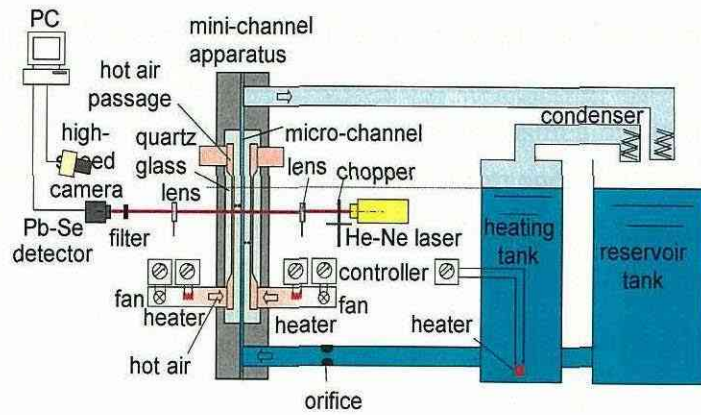 PC
mini-channel
apparatus
hot air
passage
high-
ed
camera
quartz
glass
micro-channel
condenser
lens
lens
chopper
Pb-Se
detector
filter
He-Ne laser
heating
tank
reservoir
tank
fan
heater
heater
fan
controller
heater
hot air
orifice